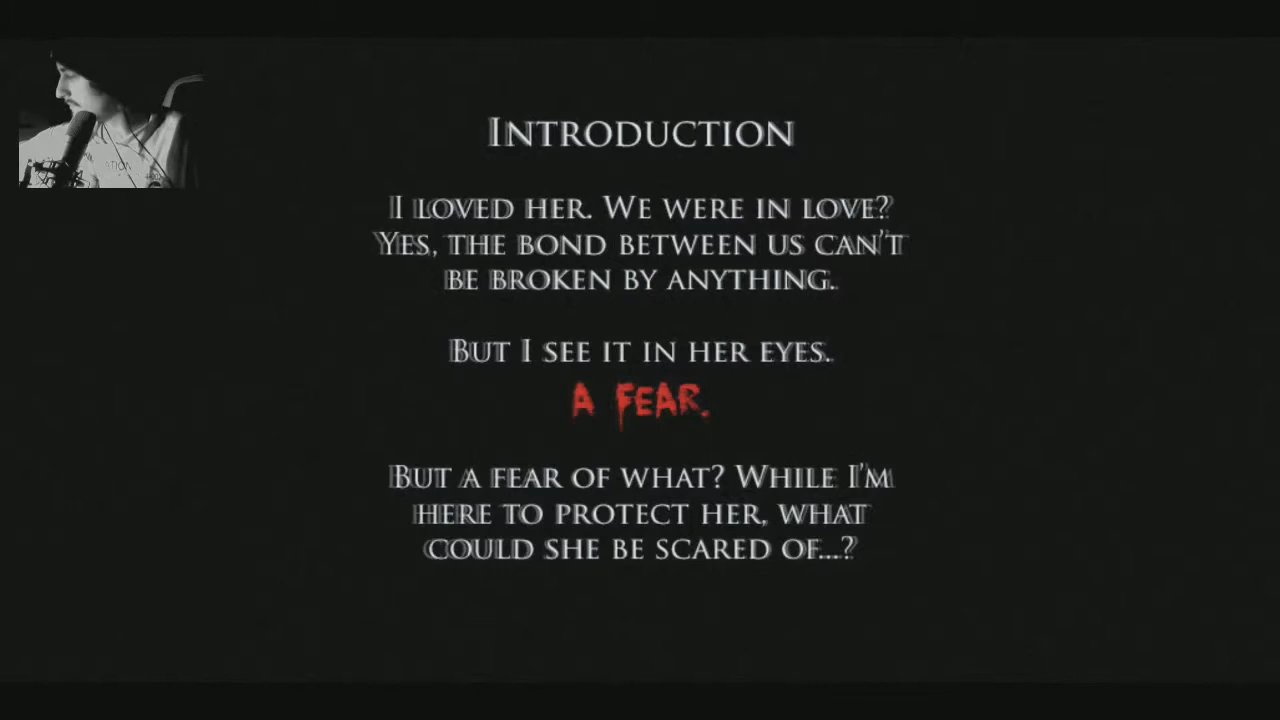 Introduction
I loved her. We were in love?
Yes, the bond between us can't
be broken by anything.
But I see it in her eyes.
A FEAR.
But a fear of what? While I'm
here to protect her, what
could she be scared of...?
ATION